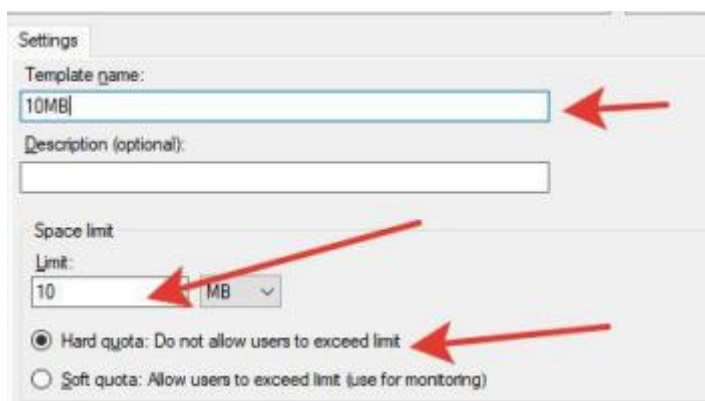 Settings
Template name:
10MB
Description (optional):
Space limit
Limit:
10 MB
Hard quota: Do not allow users to exceed limit
Soft quota: Allow users to exceed limit (use for monitoring)